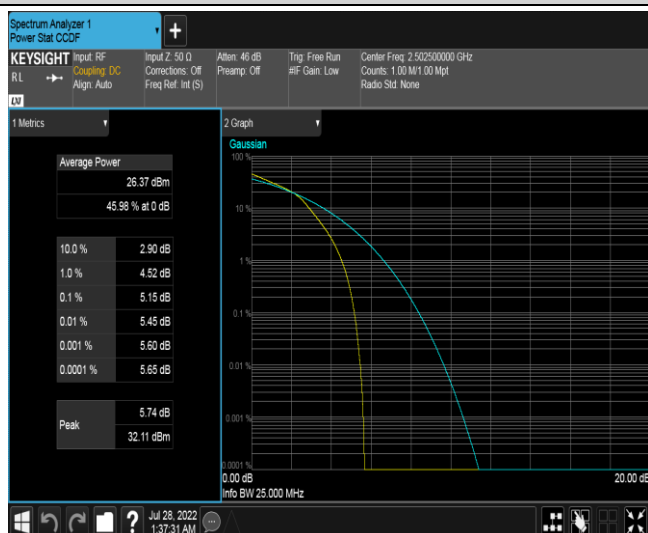 Spectrum Analyzer 1
Power Stat CCDF
+
KEYSIGHT
RL
LXI
Input: RF
Coupling: DC
Align: Auto
Input Z: 50 Ω
Corrections: Off
Freq Ref: Int (S)
Atten: 46 dB
Preamp: Off
Trig: Free Run
#IF Gain: Low
Center Freq: 2.502500000 GHz
Counts: 1.00 M/1.00 Mpt
Radio Std: None
1 Metrics
Average Power
26.37 dBm
45.98 % at 0 dB
10.0 % 2.90 dB
1.0 % 4.52 dB
0.1 % 5.15 dB
0.01 % 5.45 dB
0.001 % 5.60 dB
0.0001 % 5.65 dB
Peak
5.74 dB
32.11 dBm
2 Graph
Gaussian
100 %
10 %
1 %
0.1 %
0.01 %
0.001 %
0.0001 %
0.00 dB
20.00 dB
Info BW 25.000 MHz
?
Jul 28, 2022
1:37:31 AM